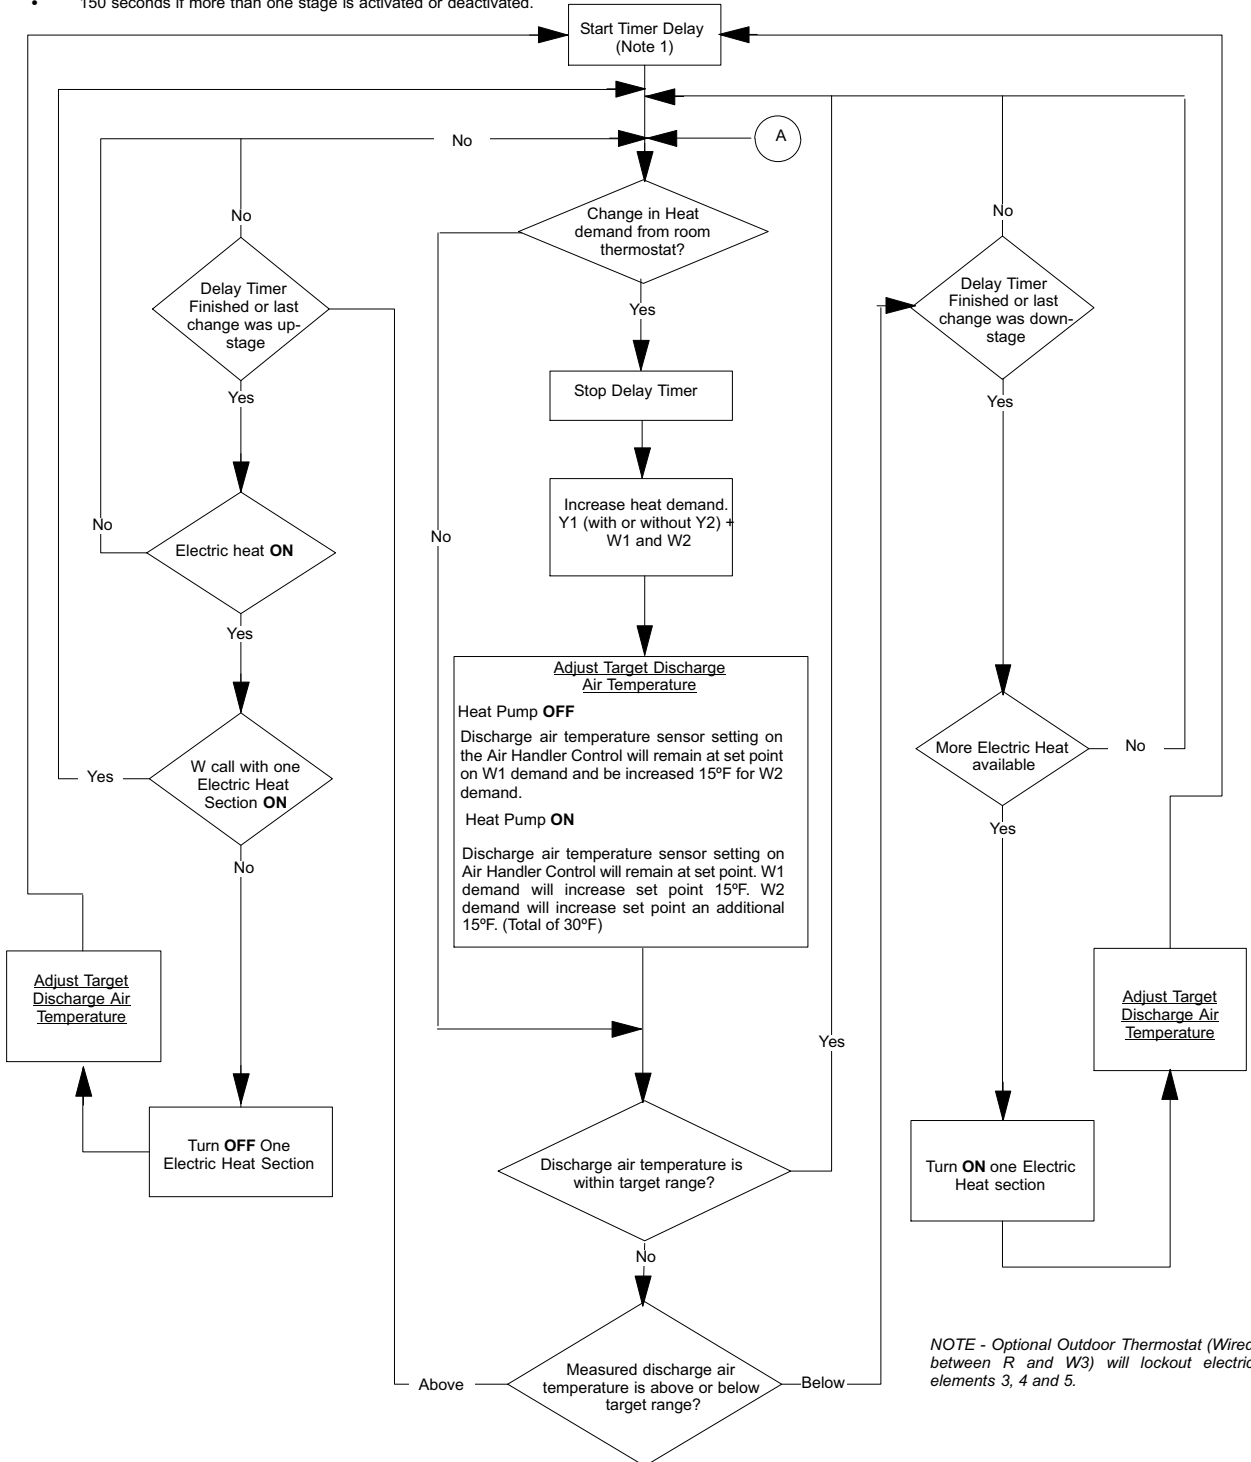 • 150 seconds if more than one stage is activated or deactivated.
Start Timer Delay
(Note 1)
No
A
No
Change in Heat
demand from room
thermostat?
No
Delay Timer
Finished or last
change was up-
stage
Yes
Delay Timer
Finished or last
change was down-
stage
Yes
Stop Delay Timer
Yes
Increase heat demand.
Y1 (with or without Y2) +
W1 and W2
No
No
Electric heat ON
Yes
Adjust Target Discharge
Air Temperature
Heat Pump OFF
Discharge air temperature sensor setting on
the Air Handler Control will remain at set point
on W1 demand and be increased 15ºF for W2
demand.
Heat Pump ON
Discharge air temperature sensor setting on
Air Handler Control will remain at set point. W1
demand will increase set point 15ºF. W2
demand will increase set point an additional
15ºF. (Total of 30ºF)
More Electric Heat
available
No
Yes
W call with one
Electric Heat
Section ON
Yes
No
Adjust Target
Discharge Air
Temperature
Adjust Target
Discharge Air
Temperature
Yes
Turn OFF One
Electric Heat Section
Discharge air temperature is
within target range?
Turn ON one Electric
Heat section
No
Measured discharge air
temperature is above or below
target range?
Above
Below
NOTE - Optional Outdoor Thermostat (Wired
between R and W3) will lockout electric
elements 3, 4 and 5.